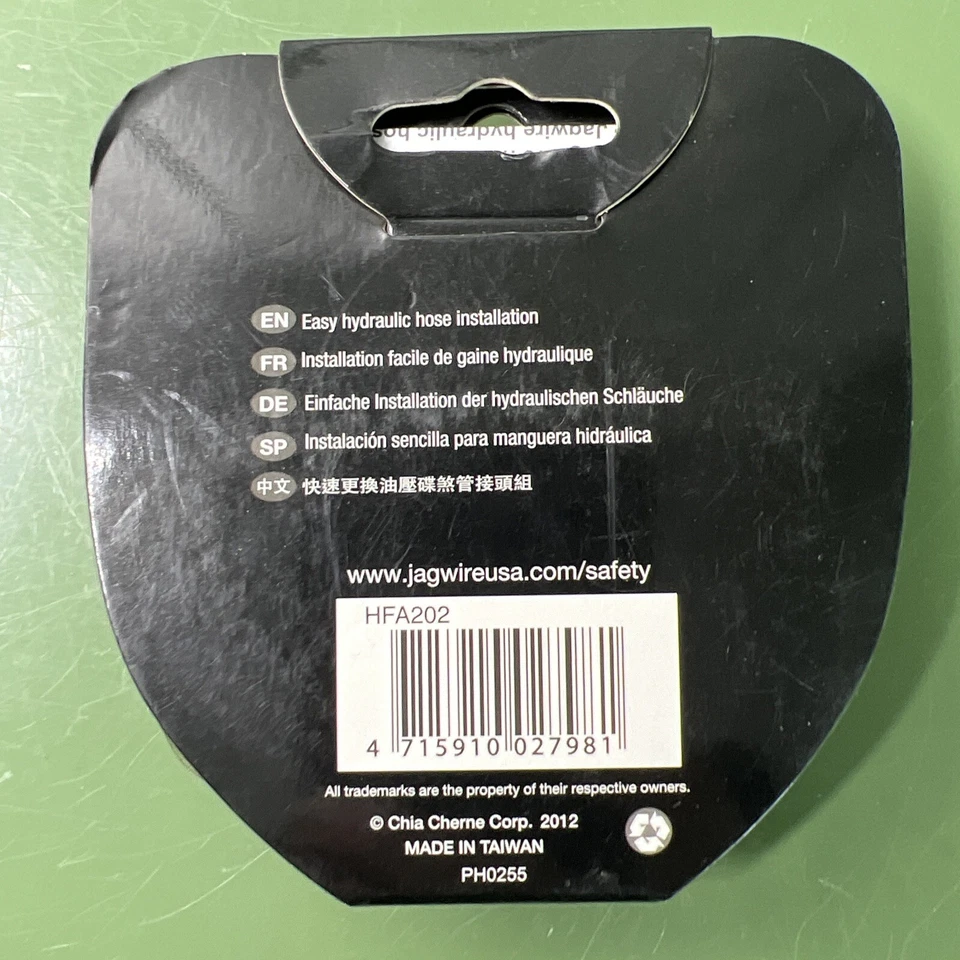 Jagwire hydraulic hos
EN Easy hydraulic hose installation
FR Installation facile de gaine hydraulique
DE Einfache Installation der hydraulischen Schläuche
SP Instalación sencilla para manguera hidráulica
中文 快速更換油壓碟煞管接頭組
www.jagwireusa.com/safety
HFA202
4 715910 027981
All trademarks are the property of their respective owners.
© Chia Cherne Corp. 2012
MADE IN TAIWAN
PH0255